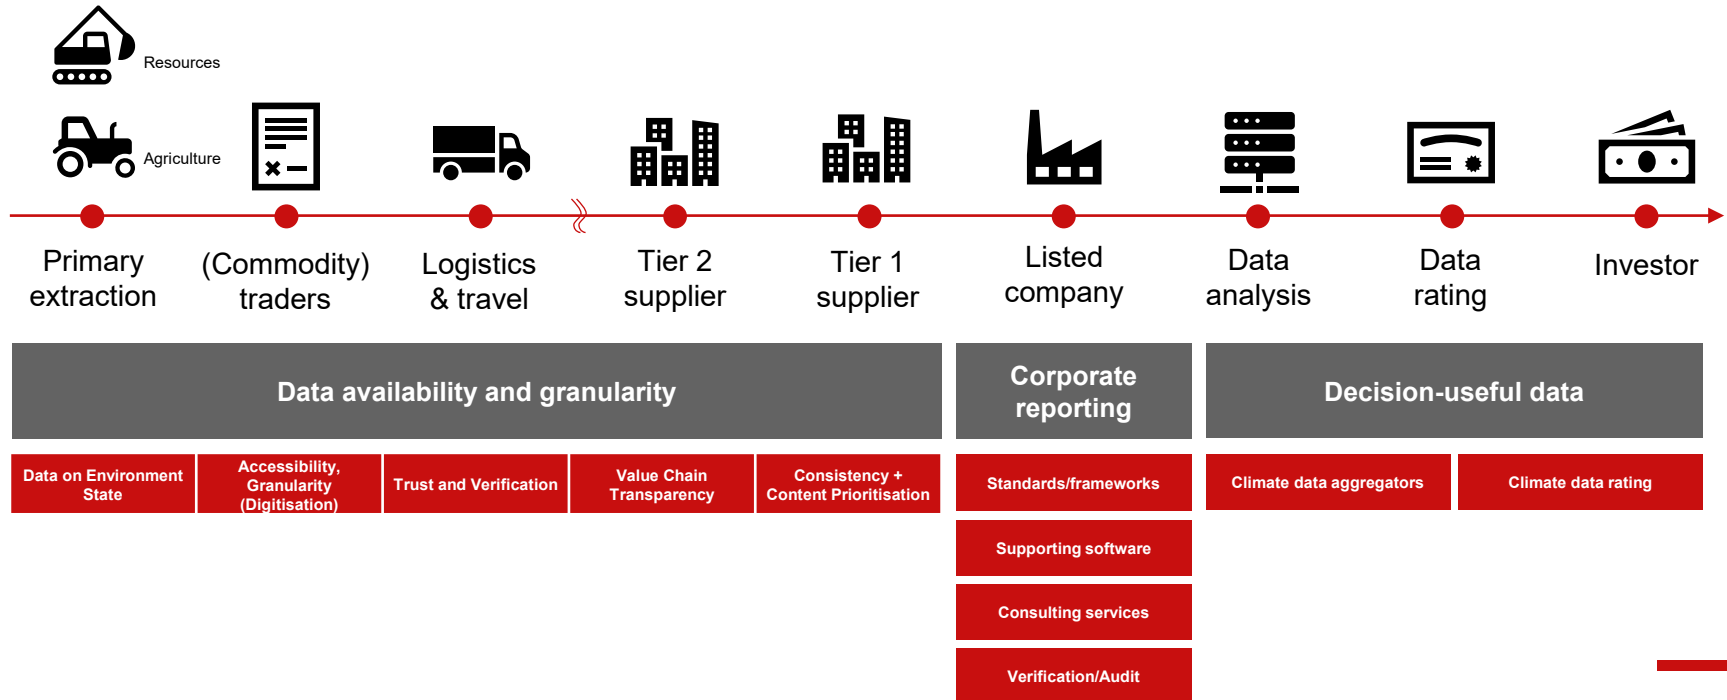 Resources
Agriculture
Primary
extraction
(Commodity)
traders
Logistics
& travel
Tier 2
supplier
Tier 1
supplier
Listed
company
Data
analysis
Data
rating
Investor
Data availability and granularity
Corporate
reporting
Decision-useful data
Data on Environment
State
Accessibility,
Granularity
(Digitisation)
Trust and Verification
Value Chain
Transparency
Consistency +
Content Prioritisation
Standards/frameworks
Climate data aggregators
Climate data rating
Supporting software
Consulting services
Verification/Audit